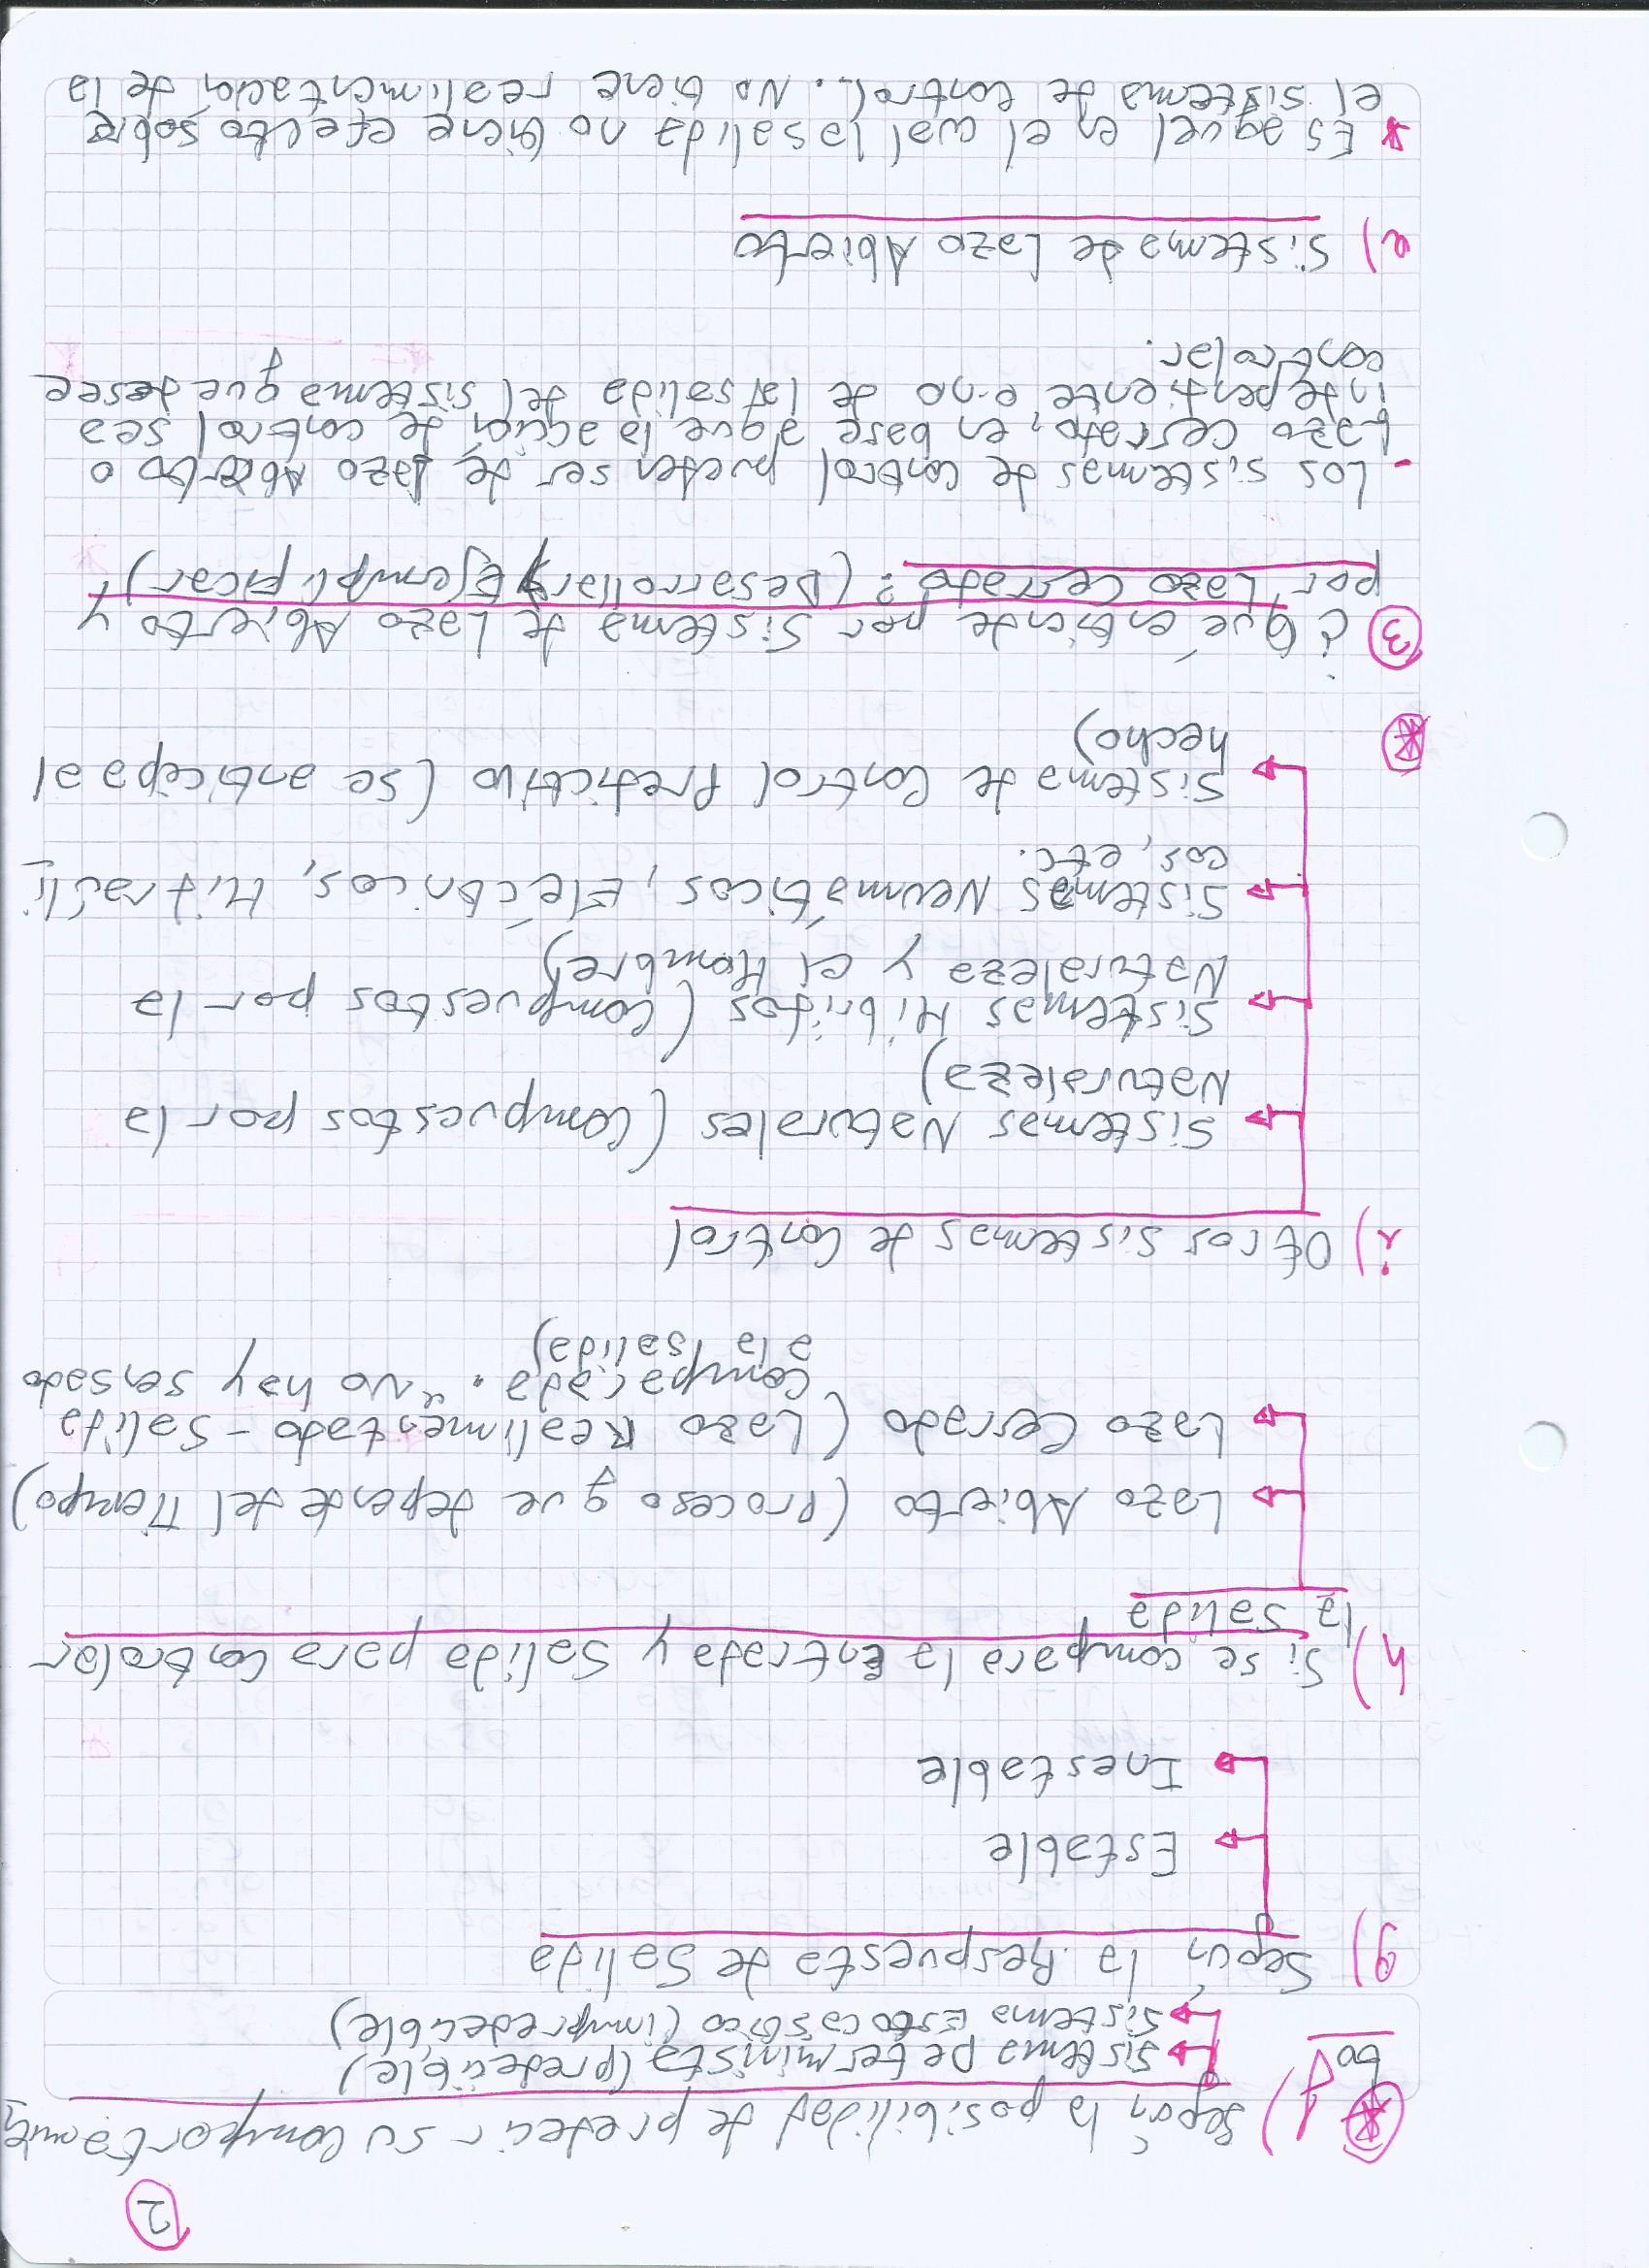 2
f) Según la posibilidad de predecir su comportamien
to
Sistema Determinista (predecible)
Sistema Estocástico (impredecible)
g) Según la Respuesta de Salida
Estable
Inestable
h) Si se compara la Entrada y Salida para Controlar
la Salida
Lazo Abierto (Proceso que depende del Tiempo)
Lazo Cerrado (Lazo Realimentado - Salida
Comparada. "No hay sensado
a la salida)
i) Otros Sistemas de Control
Sistemas Naturales (Compuestos por la
Naturaleza)
Sistemas Híbridos (Compuestos por la
Naturaleza y el Hombre)
Sistemas Neumáticos, Eléctricos, Hidraúli
cos, etc.
Sistema de Control Predictivo (Se anticipa al
hecho)
3 ¿Qué entiende por Sistema de Lazo Abierto y
por Lazo Cerrado? (Desarrollar y Ejemplificar)
- Los sistemas de control pueden ser de Lazo Abierto o
Lazo cerrado, en base a que la acción de control sea
independiente o no de la salida del sistema que desee
controlar.
a) Sistema de Lazo Abierto
* Es aquel en el cual la salida no tiene efecto sobre
el sistema de control. No tiene realimentación de la